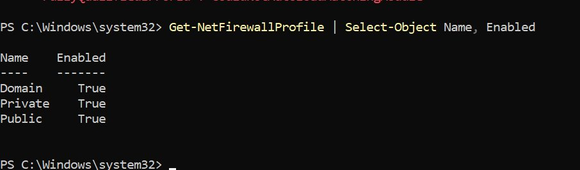 PS C:\Windows\system32> Get-NetFirewallProfile | Select-Object Name, Enabled
Name    Enabled
----    -------
Domain     True
Private    True
Public     True
PS C:\Windows\system32> _